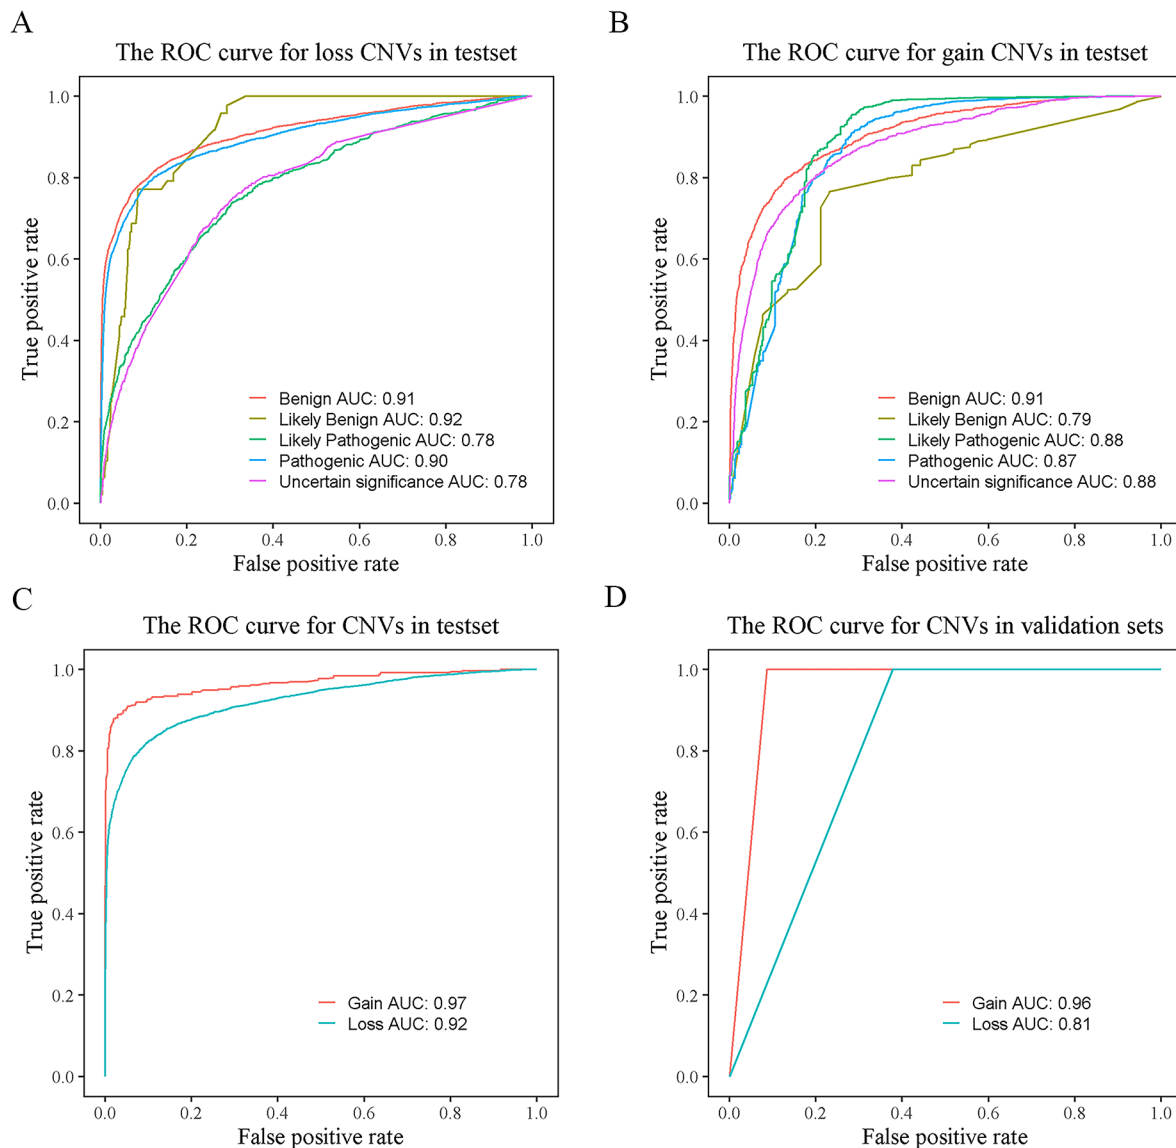 A
The ROC curve for loss CNVs in testset
True positive rate
1.0
0.8
0.6
0.4
0.2
0.0
Benign AUC: 0.91
Likely Benign AUC: 0.92
Likely Pathogenic AUC: 0.78
Pathogenic AUC: 0.90
Uncertain significance AUC: 0.78
0.0 0.2 0.4 0.6 0.8 1.0
False positive rate
B
The ROC curve for gain CNVs in testset
True positive rate
1.0
0.8
0.6
0.4
0.2
0.0
Benign AUC: 0.91
Likely Benign AUC: 0.79
Likely Pathogenic AUC: 0.88
Pathogenic AUC: 0.87
Uncertain significance AUC: 0.88
0.0 0.2 0.4 0.6 0.8 1.0
False positive rate
C
The ROC curve for CNVs in testset
True positive rate
1.0
0.8
0.6
0.4
0.2
0.0
Gain AUC: 0.97
Loss AUC: 0.92
0.0 0.2 0.4 0.6 0.8 1.0
False positive rate
D
The ROC curve for CNVs in validation sets
True positive rate
1.0
0.8
0.6
0.4
0.2
0.0
Gain AUC: 0.96
Loss AUC: 0.81
0.0 0.2 0.4 0.6 0.8 1.0
False positive rate